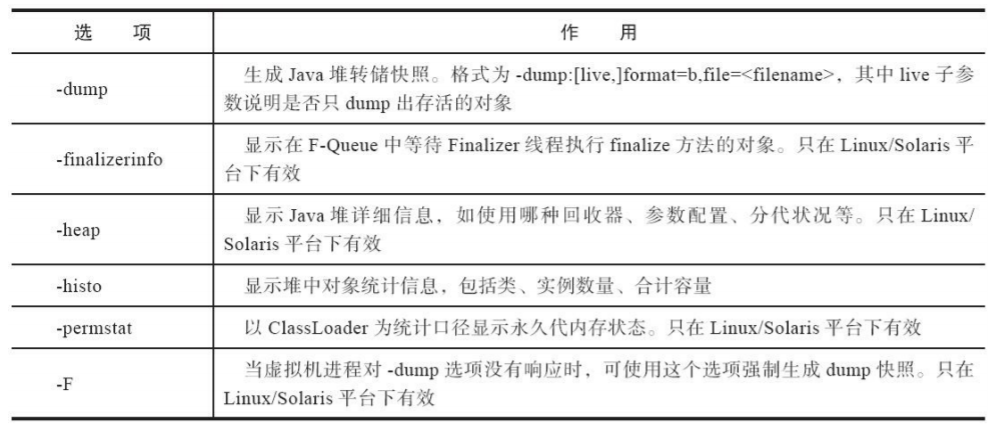 选 项 作 用
-dump 生成 Java 堆转储快照。格式为 -dump:[live,]format=b,file=<filename>，其中 live 子参
数说明是否只 dump 出存活的对象
-finalizerinfo 显示在 F-Queue 中等待 Finalizer 线程执行 finalize 方法的对象。只在 Linux/Solaris 平
台下有效
-heap 显示 Java 堆详细信息，如使用哪种回收器、参数配置、分代状况等。只在 Linux/
Solaris 平台下有效
-histo 显示堆中对象统计信息，包括类、实例数量、合计容量
-permstat 以 ClassLoader 为统计口径显示永久代内存状态。只在 Linux/Solaris 平台下有效
-F 当虚拟机进程对 -dump 选项没有响应时，可使用这个选项强制生成 dump 快照。只在
Linux/Solaris 平台下有效